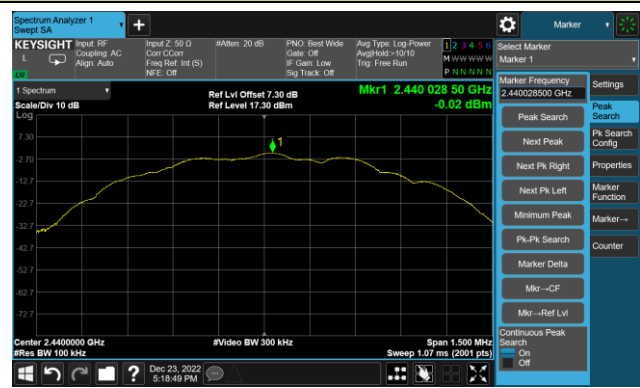 Spectrum Analyzer 1
Swept SA
+
Marker
KEYSIGHT
L
LV
Input: RF
Coupling: AC
Align: Auto
Input Z: 50 Ω
Corr CCorr
Freq Ref: Int (S)
NFE: Off
#Atten: 20 dB
PNO: Best Wide
Gate: Off
IF Gain: Low
Sig Track: Off
Avg Type: Log-Power
Avg|Hold:>10/10
Trig: Free Run
1 2 3 4 5 6
M W W W W W
P N N N N N
Select Marker
Marker 1
1 Spectrum
Scale/Div 10 dB
Log
Ref Lvl Offset 7.30 dB
Ref Level 17.30 dBm
Mkr1 2.440 028 50 GHz
-0.02 dBm
7.30
-2.70
-12.7
-22.7
-32.7
-42.7
-52.7
-62.7
-72.7
1
Center 2.4400000 GHz
#Res BW 100 kHz
#Video BW 300 kHz
Span 1.500 MHz
Sweep 1.07 ms (2001 pts)
Marker Frequency
2.440028500 GHz
Peak Search
Next Peak
Next Pk Right
Next Pk Left
Minimum Peak
Pk-Pk Search
Marker Delta
Mkr→CF
Mkr→Ref Lvl
Continuous Peak
Search
On
Off
Settings
Peak
Search
Pk Search
Config
Properties
Marker
Function
Marker→
Counter
?
Dec 23, 2022
5:18:49 PM